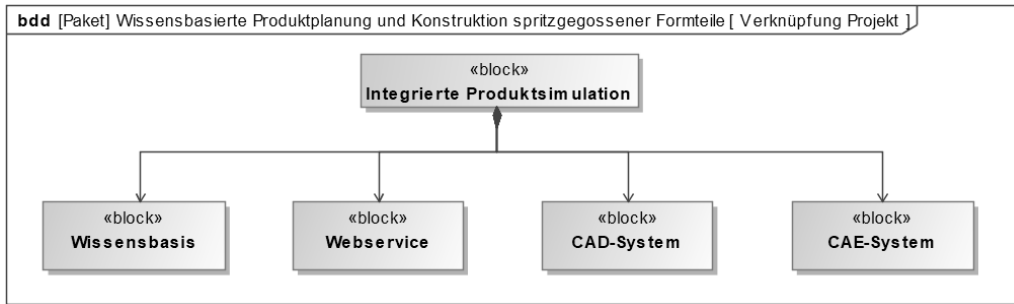 bdd [Paket] Wissensbasierte Produktplanung und Konstruktion spritzgegossener Formteile [ Verknüpfung Projekt ]
«block»
Integrierte Produktsimulation
«block»
Wissensbasis
«block»
Webservice
«block»
CAD-System
«block»
CAE-System